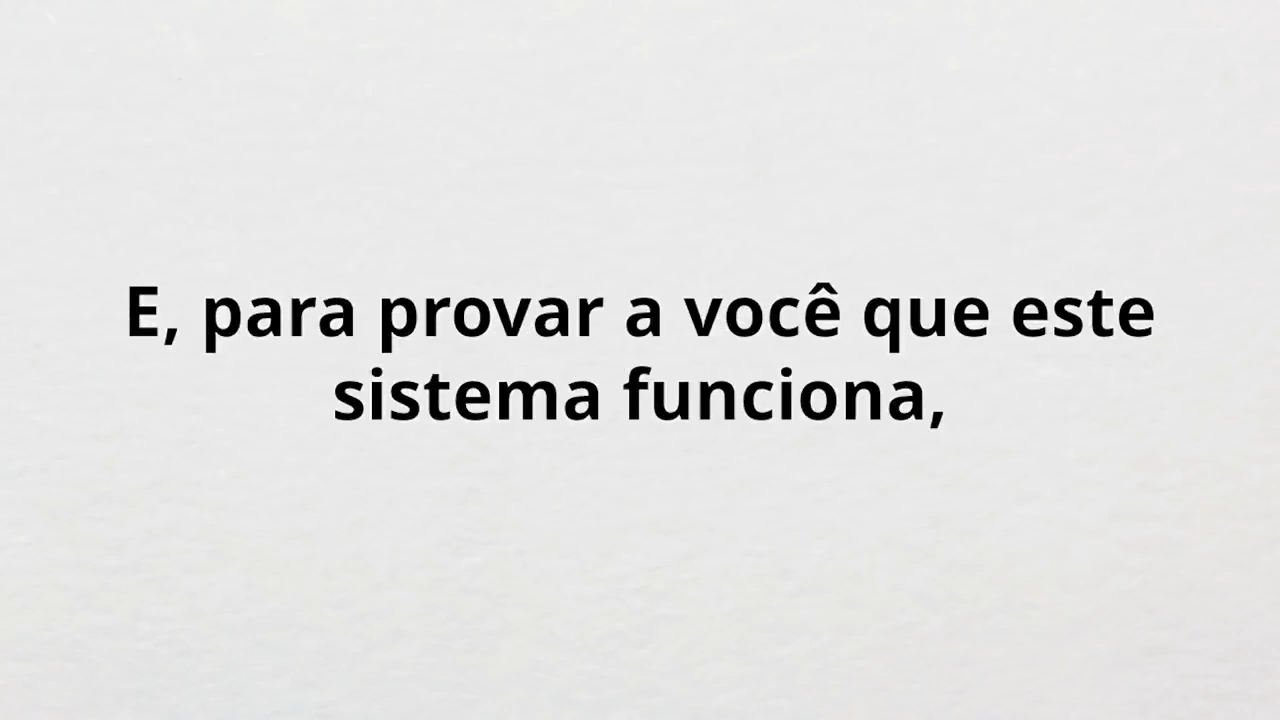 E, para provar a você que este
sistema funciona,